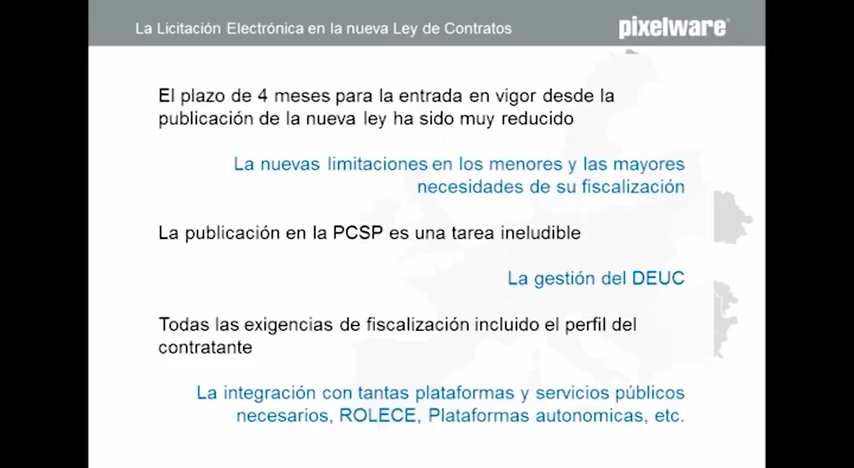 La Licitación Electrónica en la nueva Ley de Contratos
pixelware
El plazo de 4 meses para la entrada en vigor desde la
publicación de la nueva ley ha sido muy reducido
La nuevas limitaciones en los menores y las mayores
necesidades de su fiscalización
La publicación en la PCSP es una tarea ineludible
La gestión del DEUC
Todas las exigencias de fiscalización incluido el perfil del
contratante
La integración con tantas plataformas y servicios públicos
necesarios, ROLECE, Plataformas autonomicas, etc.